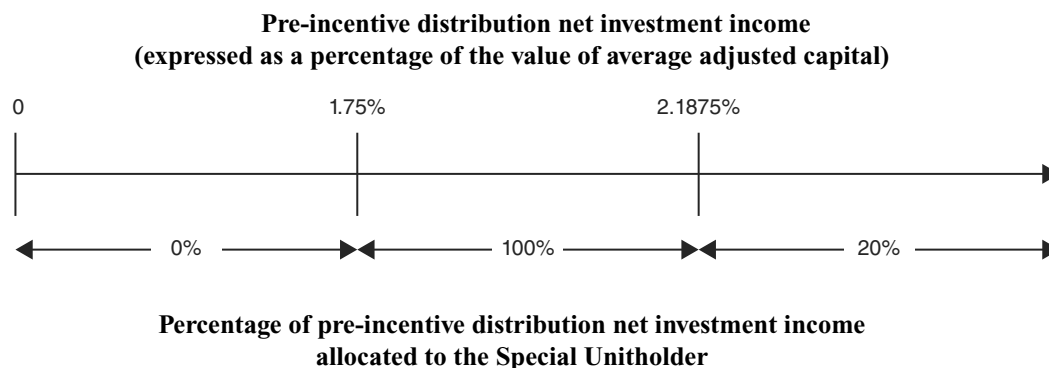 Pre-incentive distribution net investment income
(expressed as a percentage of the value of average adjusted capital)
0
1.75%
2.1875%
0%
100%
20%
Percentage of pre-incentive distribution net investment income
allocated to the Special Unitholder